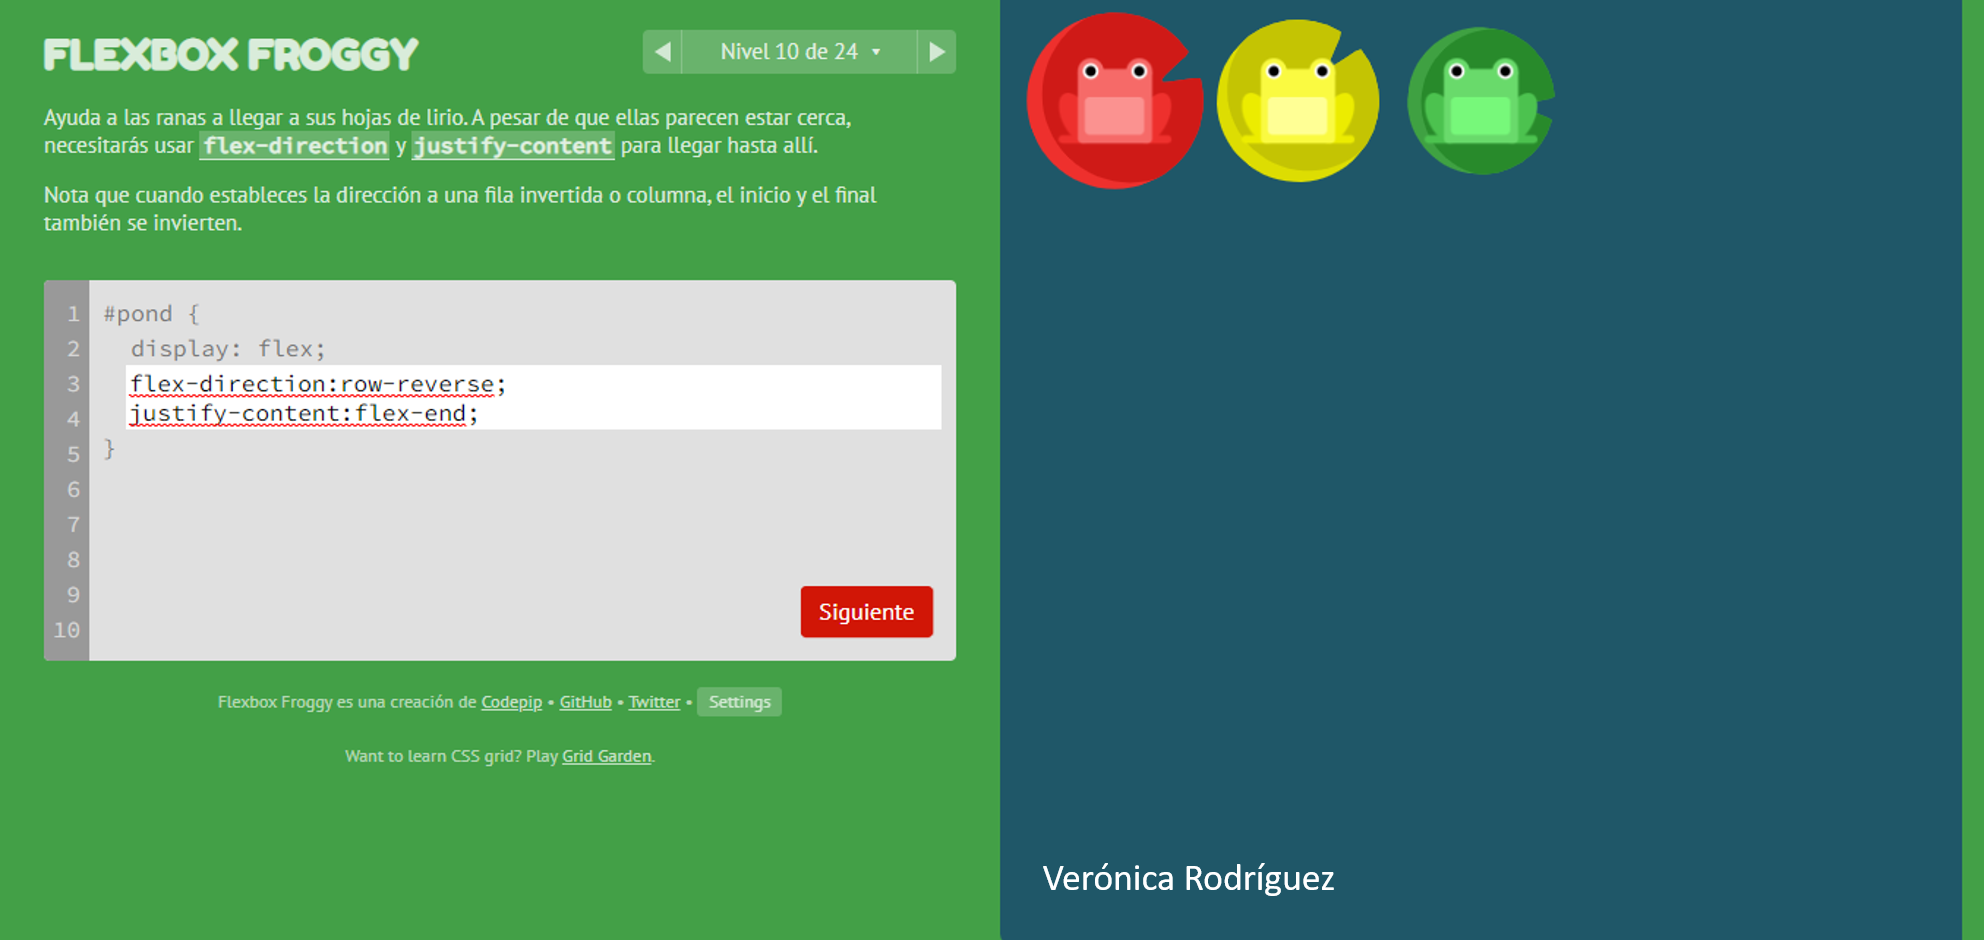 FLEXBOX FROGGY
Nivel 10 de 24
Ayuda a las ranas a llegar a sus hojas de lirio. A pesar de que ellas parecen estar cerca,
necesitarás usar flex-direction y justify-content para llegar hasta allí.
Nota que cuando estableces la dirección a una fila invertida o columna, el inicio y el final
también se invierten.
1 #pond {
2 display: flex;
3 flex-direction:row-reverse;
4 justify-content:flex-end;
5 }
6
7
8
9
10
Siguiente
Flexbox Froggy es una creación de Codepip • GitHub • Twitter • Settings
Want to learn CSS grid? Play Grid Garden.
Verónica Rodríguez